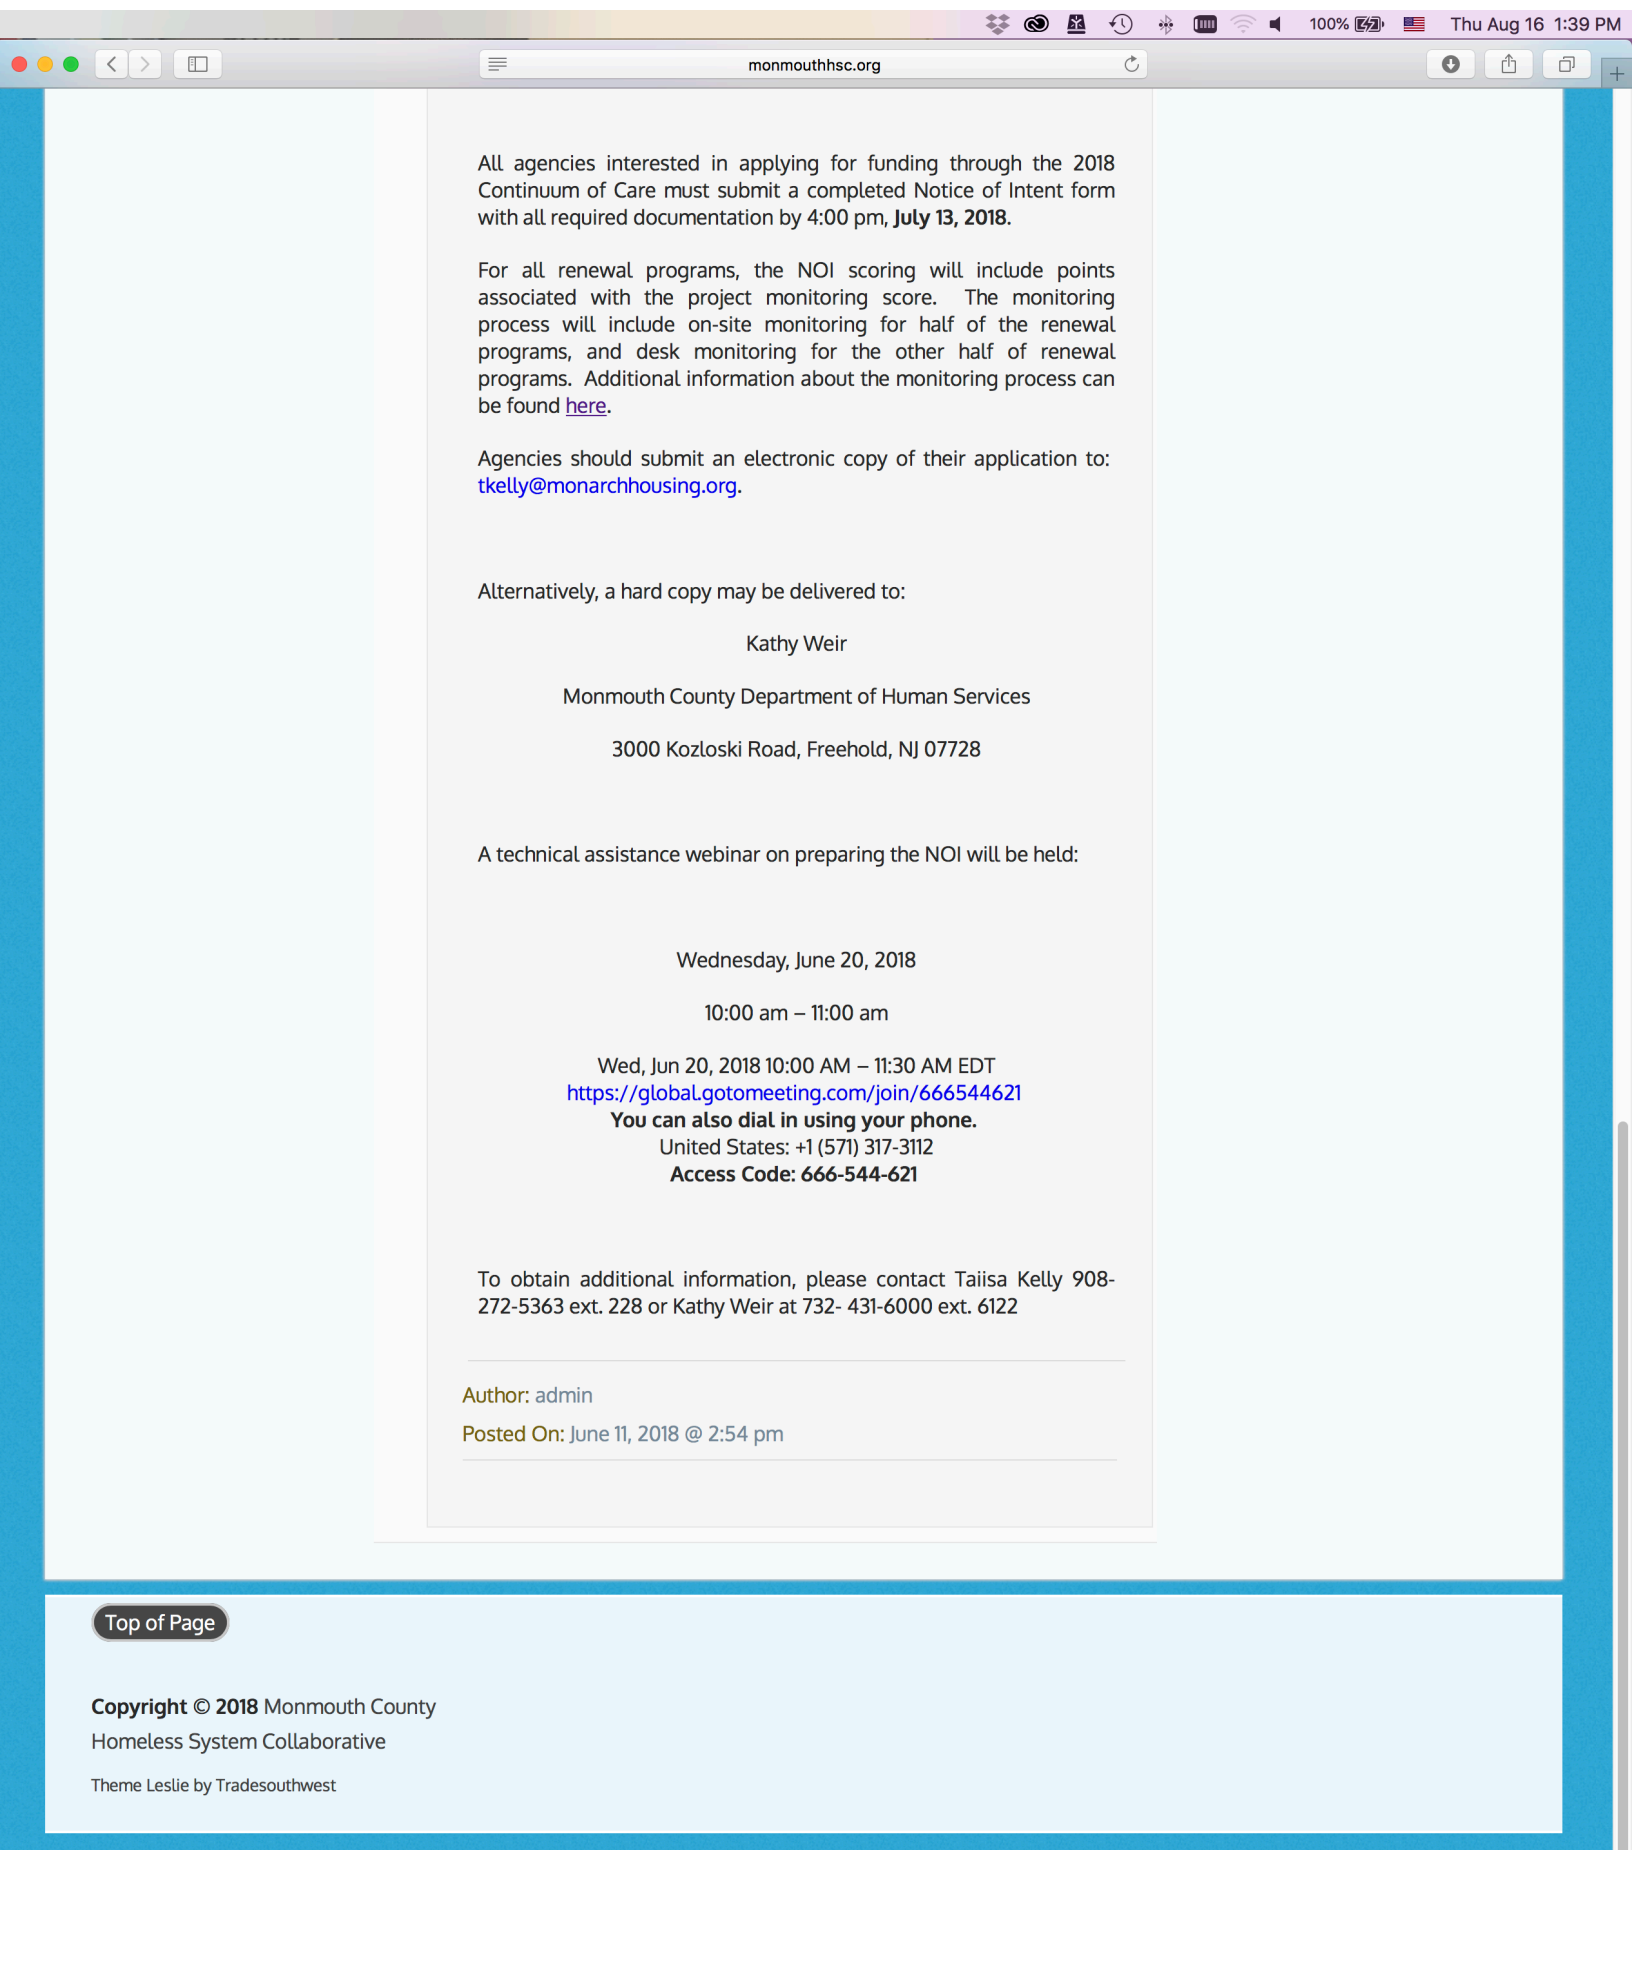 100%
Thu Aug 16 1:39 PM
monmouthhsc.org
All agencies interested in applying for funding through the 2018
Continuum of Care must submit a completed Notice of Intent form
with all required documentation by 4:00 pm, July 13, 2018.
For all renewal programs, the NOI scoring will include points
associated with the project monitoring score. The monitoring
process will include on-site monitoring for half of the renewal
programs, and desk monitoring for the other half of renewal
programs. Additional information about the monitoring process can
be found here.
Agencies should submit an electronic copy of their application to:
tkelly@monarchhousing.org.
Alternatively, a hard copy may be delivered to:
Kathy Weir
Monmouth County Department of Human Services
3000 Kozloski Road, Freehold, NJ 07728
A technical assistance webinar on preparing the NOI will be held:
Wednesday, June 20, 2018
10:00 am – 11:00 am
Wed, Jun 20, 2018 10:00 AM – 11:30 AM EDT
https://global.gotomeeting.com/join/666544621
You can also dial in using your phone.
United States: +1 (571) 317-3112
Access Code: 666-544-621
To obtain additional information, please contact Taiisa Kelly 908-
272-5363 ext. 228 or Kathy Weir at 732- 431-6000 ext. 6122
Author: admin
Posted On: June 11, 2018 @ 2:54 pm
Top of Page
Copyright © 2018 Monmouth County
Homeless System Collaborative
Theme Leslie by Tradesouthwest